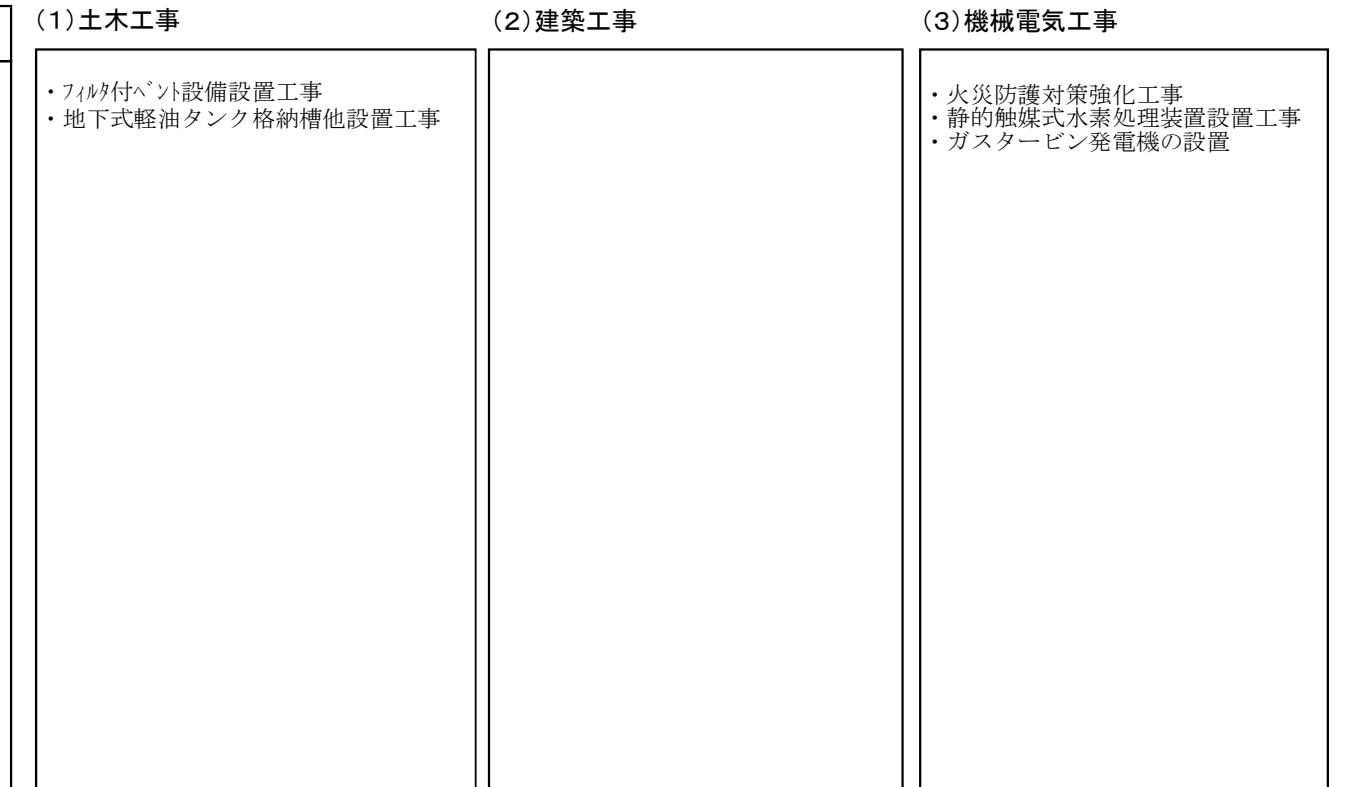 (1)土木工事
・ﾌｨﾙﾀ付ﾍﾞﾝﾄ設備設置工事
・地下式軽油タンク格納槽他設置工事
(2)建築工事
(3)機械電気工事
・火災防護対策強化工事
・静的触媒式水素処理装置設置工事
・ガスタービン発電機の設置